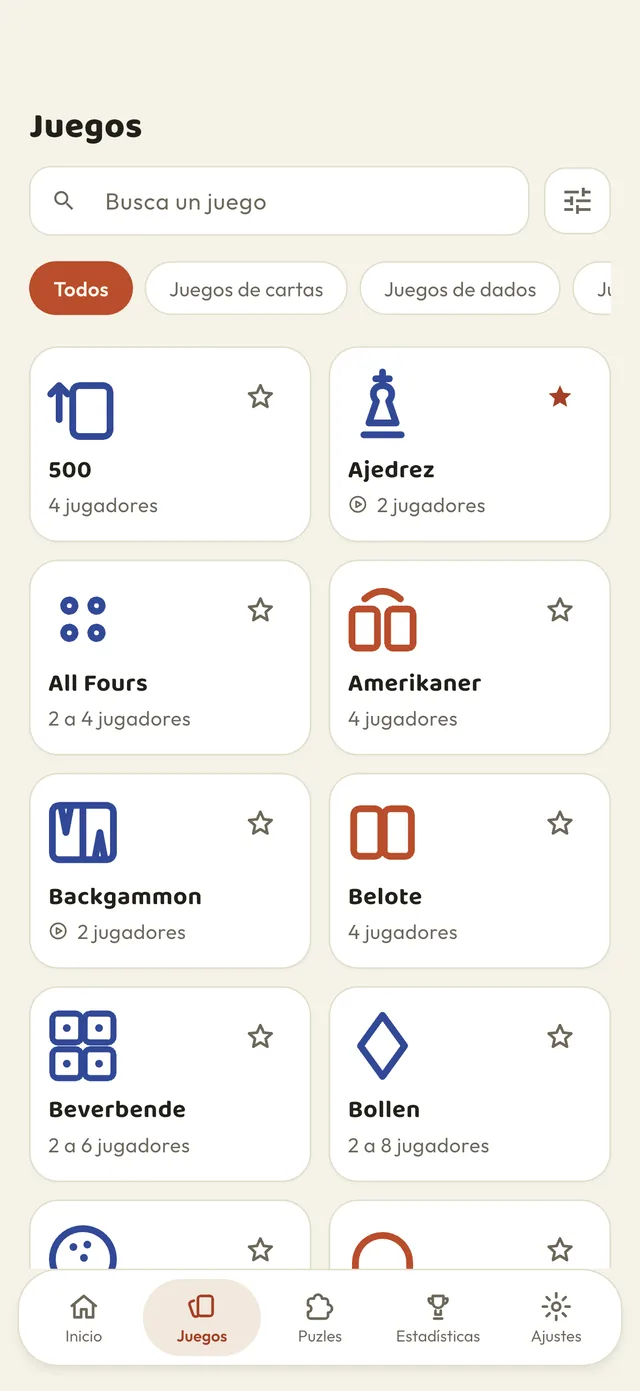 Juegos
Busca un juego
Todos
Juegos de cartas
Juegos de dados
500
4 jugadores
Ajedrez
2 jugadores
All Fours
2 a 4 jugadores
Amerikaner
4 jugadores
Backgammon
2 jugadores
Belote
4 jugadores
Beverbende
2 a 6 jugadores
Bollen
2 a 8 jugadores
Inicio
Juegos
Puzles
Estadísticas
Ajustes